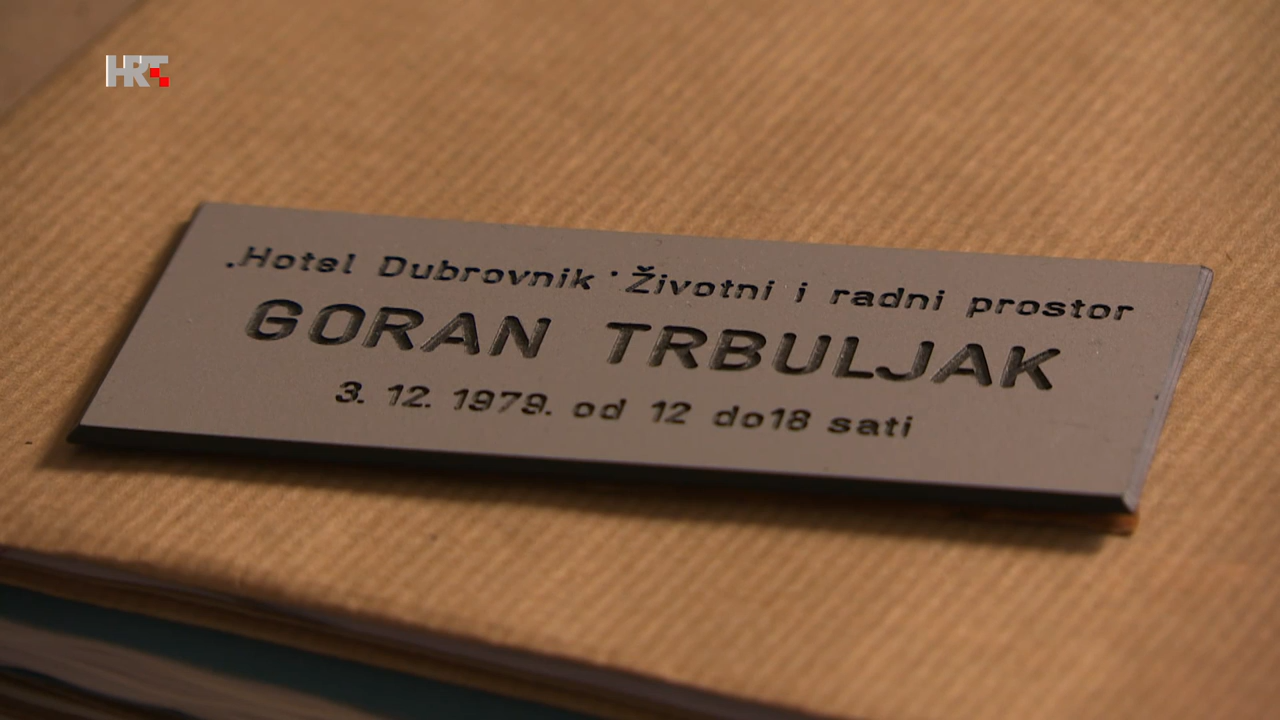 HRT
„Hotel Dubrovnik" Životni i radni prostor
GORAN TRBULJAK
3. 12. 1979. od 12 do18 sati